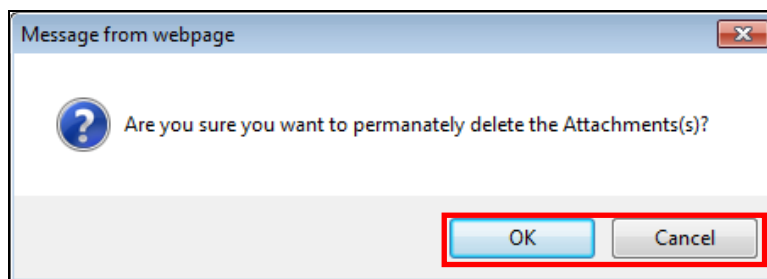 Message from webpage
Are you sure you want to permanately delete the Attachments(s)?
OK Cancel